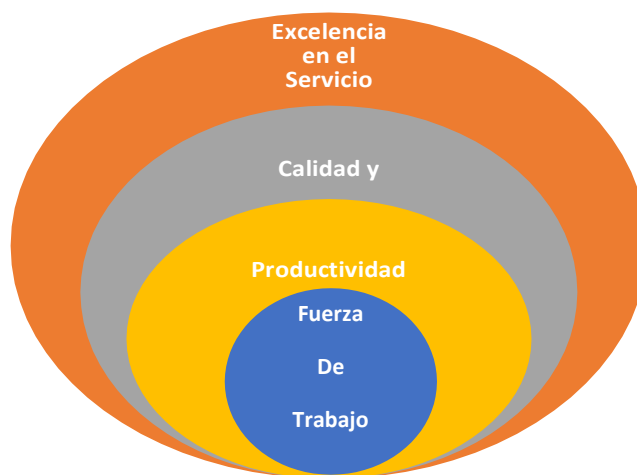 Excelencia
en el
Servicio
Calidad y
Productividad
Fuerza
De
Trabajo